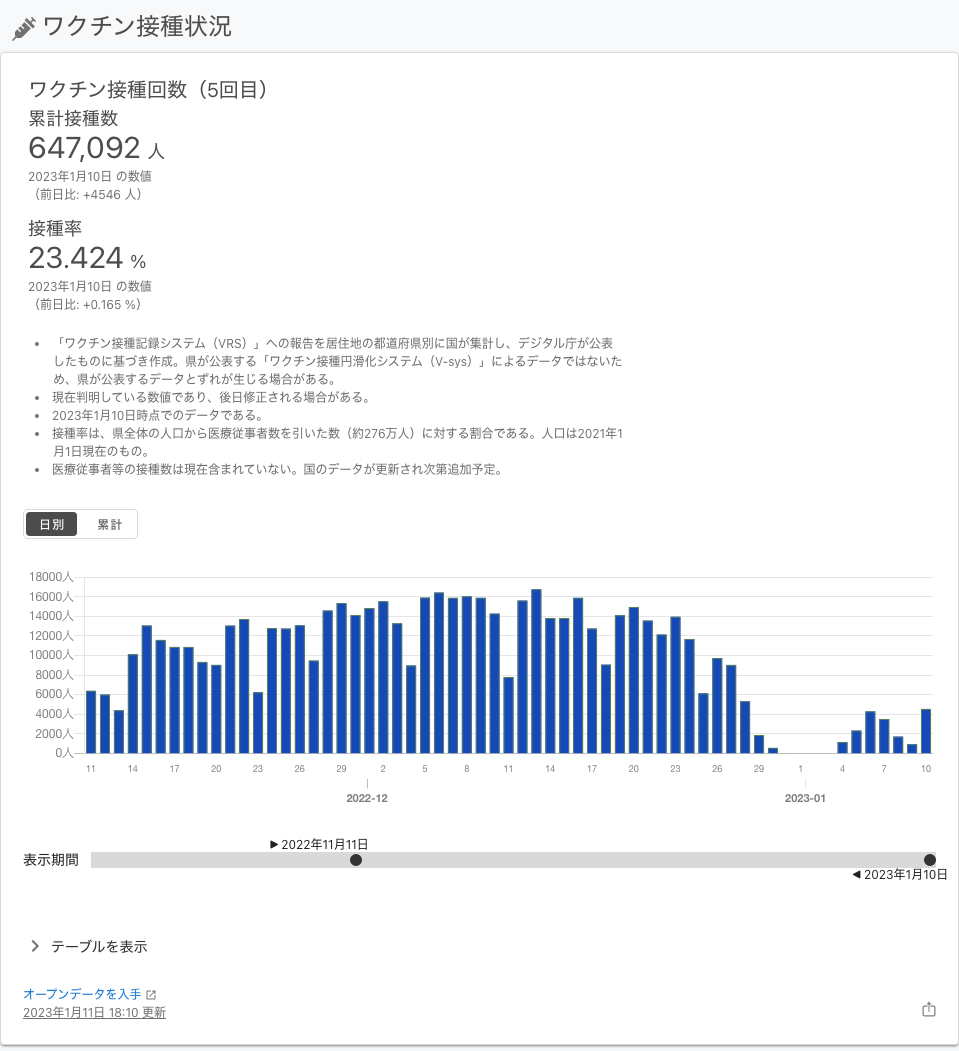 ワクチン接種状況
ワクチン接種回数（5回目）
累計接種数
647,092 人
2023年1月10日 の数値
（前日比: +4546 人）
接種率
23.424 %
2023年1月10日 の数値
（前日比: +0.165 %）
• 「ワクチン接種記録システム（VRS）」への報告を居住地の都道府県別に国が集計し、デジタル庁が公表
したものに基づき作成。県が公表する「ワクチン接種円滑化システム（V-sys）」によるデータではないた
め、県が公表するデータとずれが生じる場合がある。
• 現在判明している数値であり、後日修正される場合がある。
• 2023年1月10日時点でのデータである。
• 接種率は、県全体の人口から医療従事者数を引いた数（約276万人）に対する割合である。人口は2021年1
月1日現在のもの。
• 医療従事者等の接種数は現在含まれていない。国のデータが更新され次第追加予定。
日別 累計
18000人
16000人
14000人
12000人
10000人
8000人
6000人
4000人
2000人
0人
11 14 17 20 23 26 29 2 5 8 11 14 17 20 23 26 29 1 4 7 10
2022-12 2023-01
▶ 2022年11月11日
表示期間
◀ 2023年1月10日
テーブルを表示
オープンデータを入手
2023年1月11日 18:10 更新